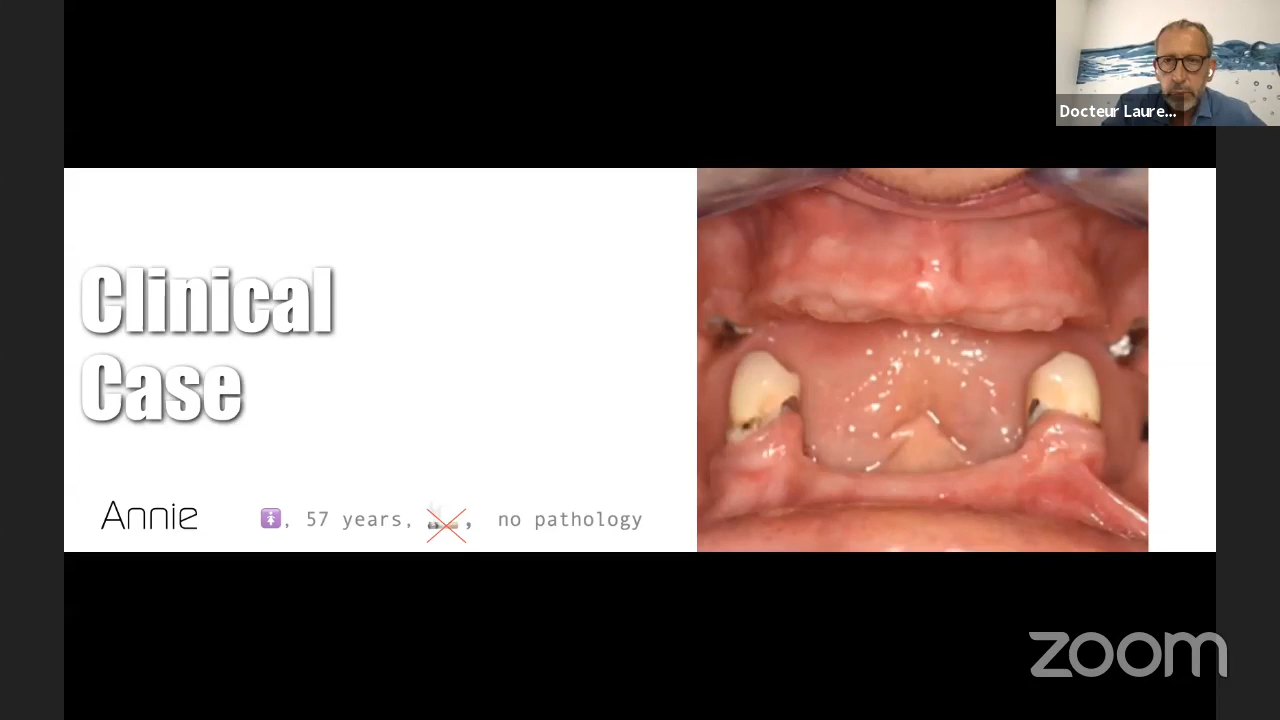 Docteur Laure...
Clinical
Case
Annie
, 57 years, , no pathology
zoom